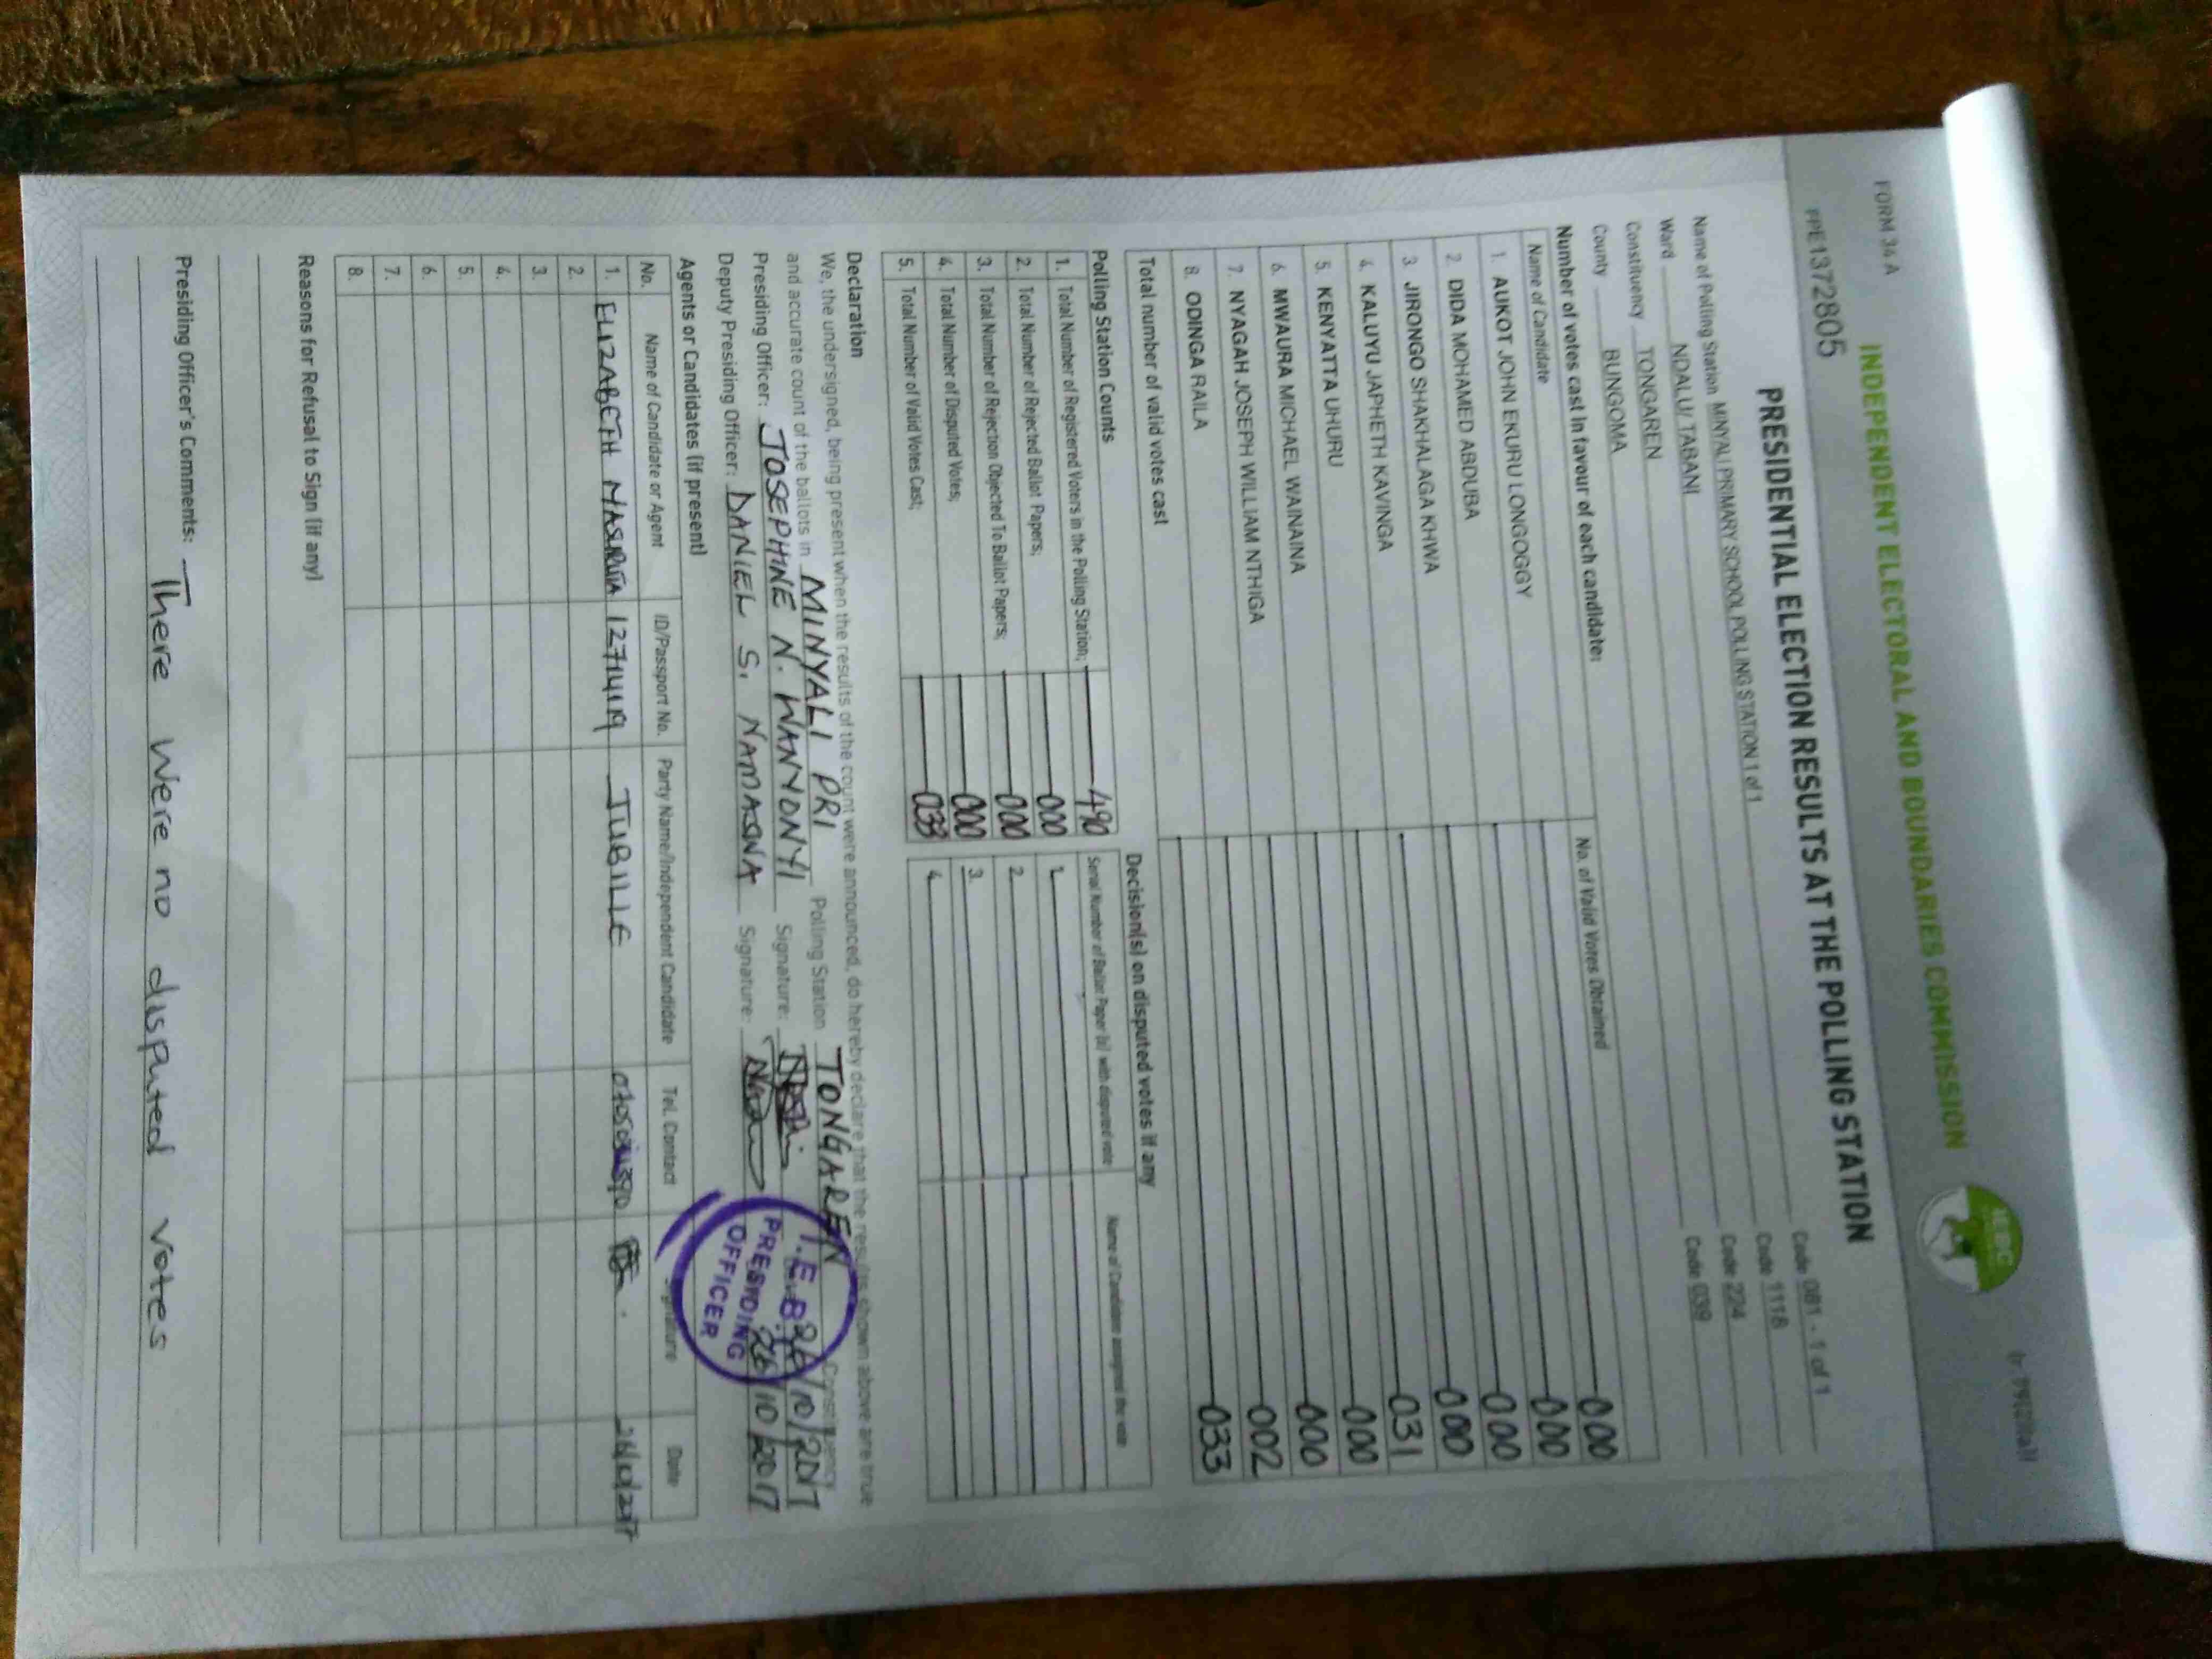 FORM 34 A
(r 99(2)(a))
INDEPENDENT ELECTORAL AND BOUNDARIES COMMISSION
IEBC
PPE1372805
PRESIDENTIAL ELECTION RESULTS AT THE POLLING STATION
Name of Polling Station MINYALI PRIMARY SCHOOL POLLING STATION 1 of 1 Code 081 - 1 of 1
Ward NDALU/ TABANI Code 1118
Constituency TONGAREN Code 224
County BUNGOMA Code 039
Number of votes cast in favour of each candidate:
Name of Candidate No. of Valid Votes Obtained
1. AUKOT JOHN EKURU LONGOGGY 000
2. DIDA MOHAMED ABDUBA 000
3. JIRONGO SHAKHALAGA KHWA 000
4. KALUYU JAPHETH KAVINGA 000
5. KENYATTA UHURU 031
6. MWAURA MICHAEL WAINAINA 000
7. NYAGAH JOSEPH WILLIAM NTHIGA 000
8. ODINGA RAILA 002
Total number of valid votes cast 033
Polling Station Counts
1. Total Number of Registered Voters in the Polling Station; 490
2. Total Number of Rejected Ballot Papers; 000
3. Total Number of Rejection Objected To Ballot Papers; 000
4. Total Number of Disputed Votes; 000
5. Total Number of Valid Votes Cast; 033
Decision(s) on disputed votes if any
Serial Number of Ballot Paper (s) with disputed vote Name of Candidate assigned the vote
1.
2.
3.
4.
Declaration
We, the undersigned, being present when the results of the count were announced, do hereby declare that the results shown above are true
and accurate count of the ballots in MINYALI PRI Polling Station TONGAREN Constituency
Presiding Officer: JOSEPHINE N. WANYONYI Signature: 26/10/2017
Deputy Presiding Officer: DANIEL S. NAMASWA Signature: 26/10/2017
I.E.B.C
PRESIDING
OFFICER
Agents or Candidates (if present)
No. Name of Candidate or Agent ID/Passport No. Party Name/Independent Candidate Tel. Contact Signature Date
1. ELIZABETH 12714119 JUBILLE 26/10/2017
2.
3.
4.
5.
6.
7.
8.
Reasons for Refusal to Sign (if any)
Presiding Officer's Comments: There were no disputed votes